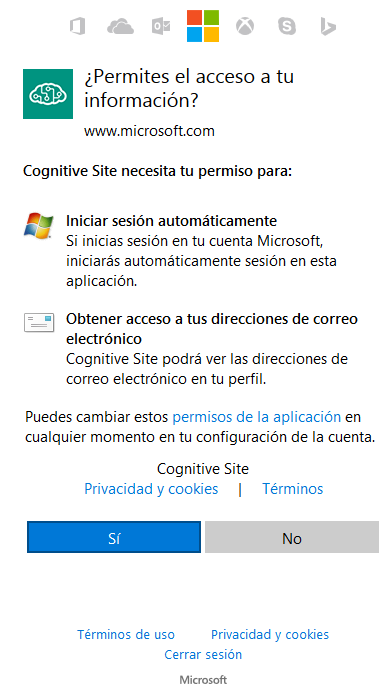 ¿Permites el acceso a tu
información?
www.microsoft.com
Cognitive Site necesita tu permiso para:
Iniciar sesión automáticamente
Si inicias sesión en tu cuenta Microsoft,
iniciarás automáticamente sesión en esta
aplicación.
Obtener acceso a tus direcciones de correo
electrónico
Cognitive Site podrá ver las direcciones de
correo electrónico en tu perfil.
Puedes cambiar estos permisos de la aplicación en
cualquier momento en tu configuración de la cuenta.
Cognitive Site
Privacidad y cookies | Términos
Sí No
Términos de uso Privacidad y cookies
Cerrar sesión
Microsoft